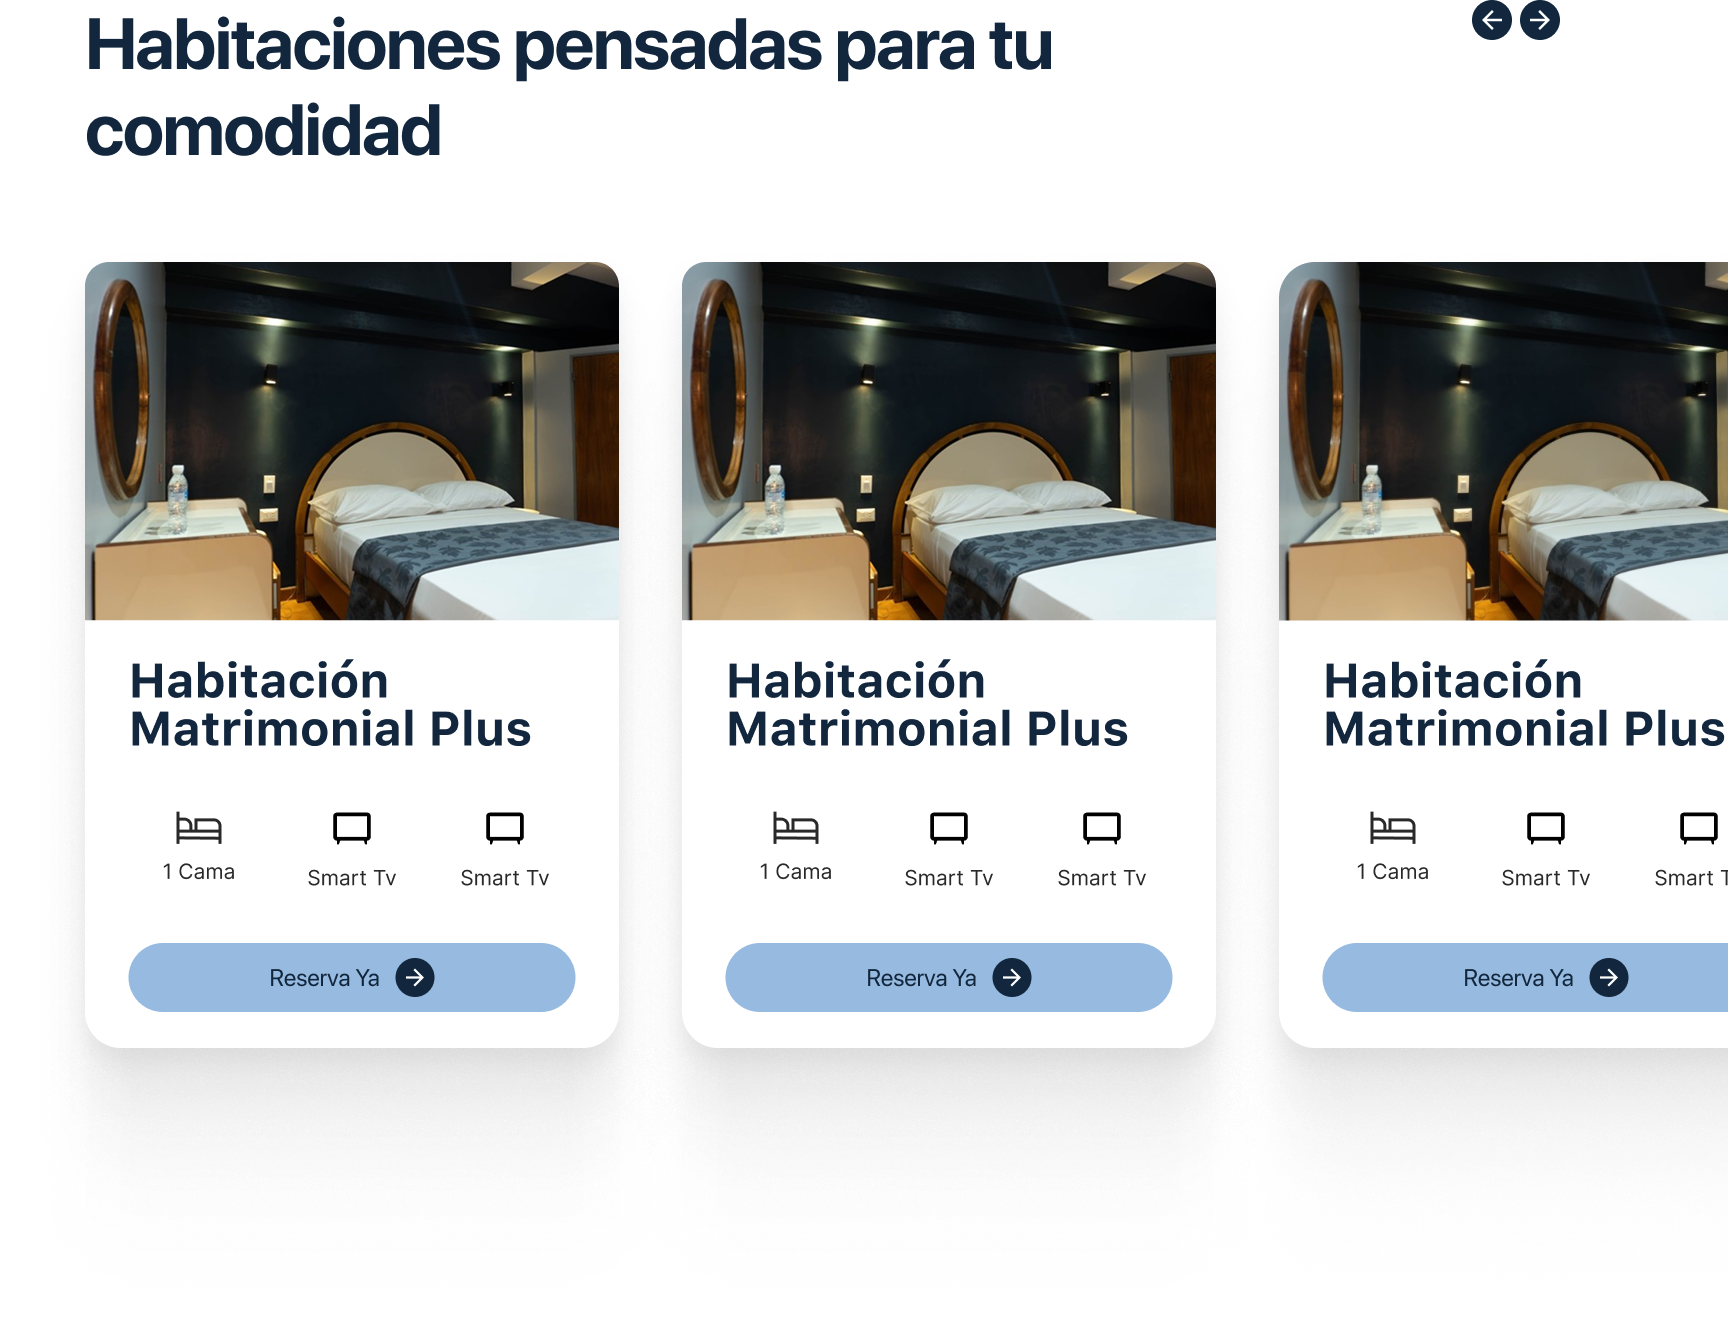 Habitaciones pensadas para tu
comodidad
Habitación
Matrimonial Plus
1 Cama
Smart Tv
Smart Tv
Reserva Ya
Habitación
Matrimonial Plus
1 Cama
Smart Tv
Smart Tv
Reserva Ya
Habitación
Matrimonial Plus
1 Cama
Smart Tv
Smart T
Reserva Ya